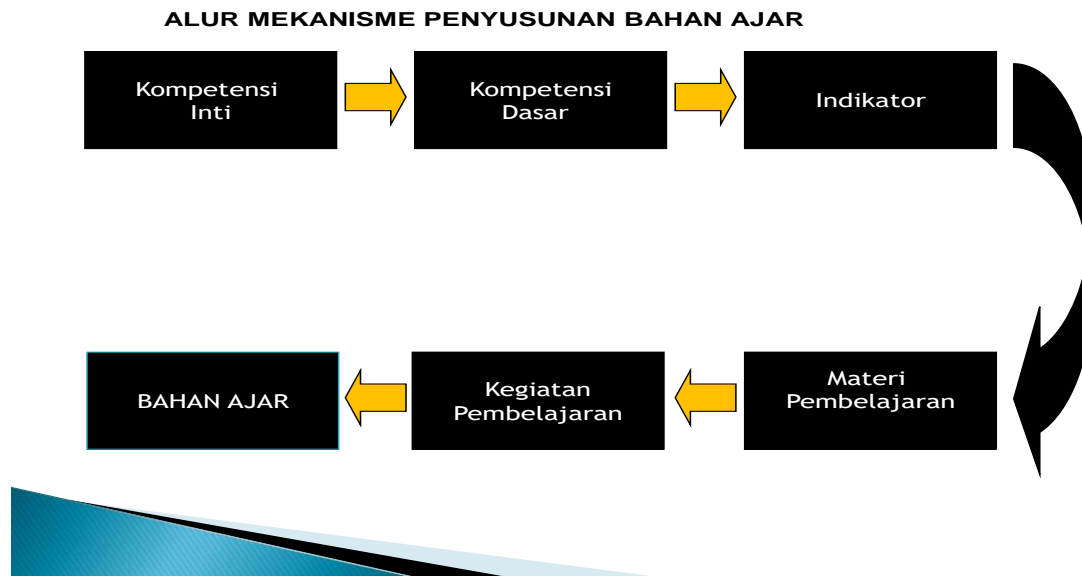 ALUR MEKANISME PENYUSUNAN BAHAN AJAR
Kompetensi
Inti
Kompetensi
Dasar
Indikator
Materi
Pembelajaran
Kegiatan
Pembelajaran
BAHAN AJAR